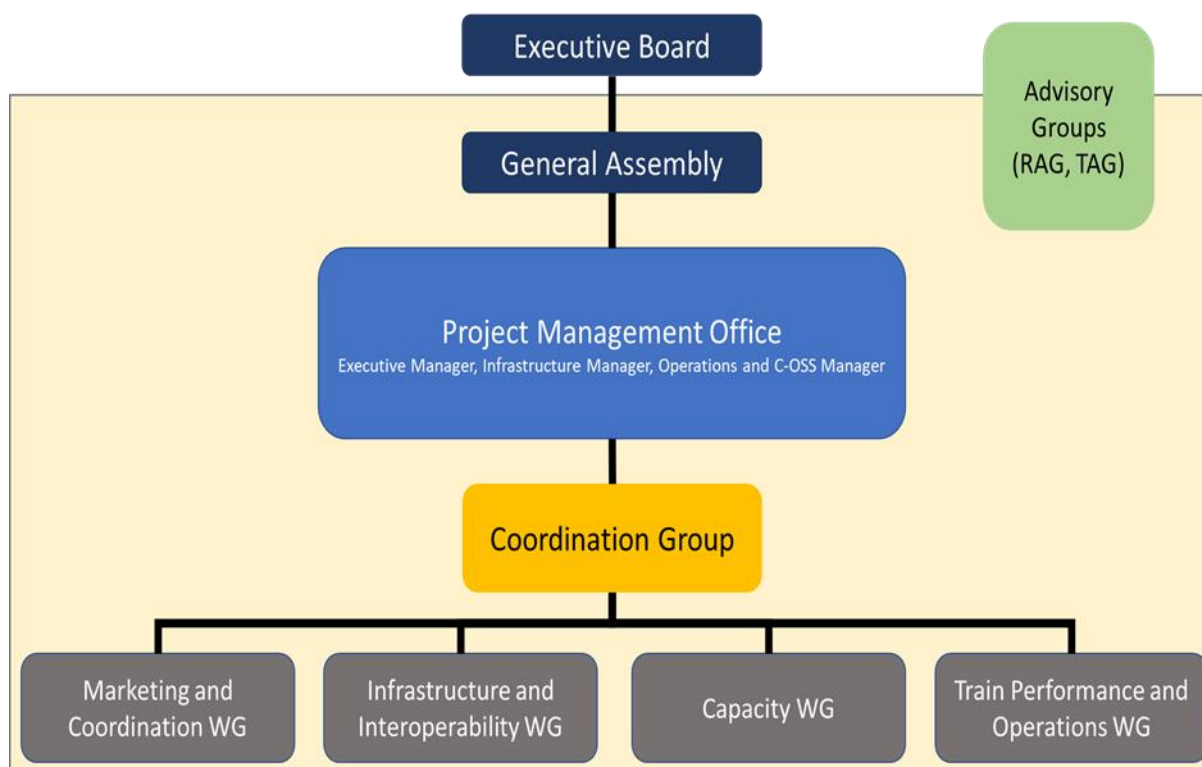 Executive Board
Advisory
Groups
(RAG, TAG)
General Assembly
Project Management Office
Executive Manager, Infrastructure Manager, Operations and C-OSS Manager
Coordination Group
Marketing and
Coordination WG
Infrastructure and
Interoperability WG
Capacity WG
Train Performance and
Operations WG